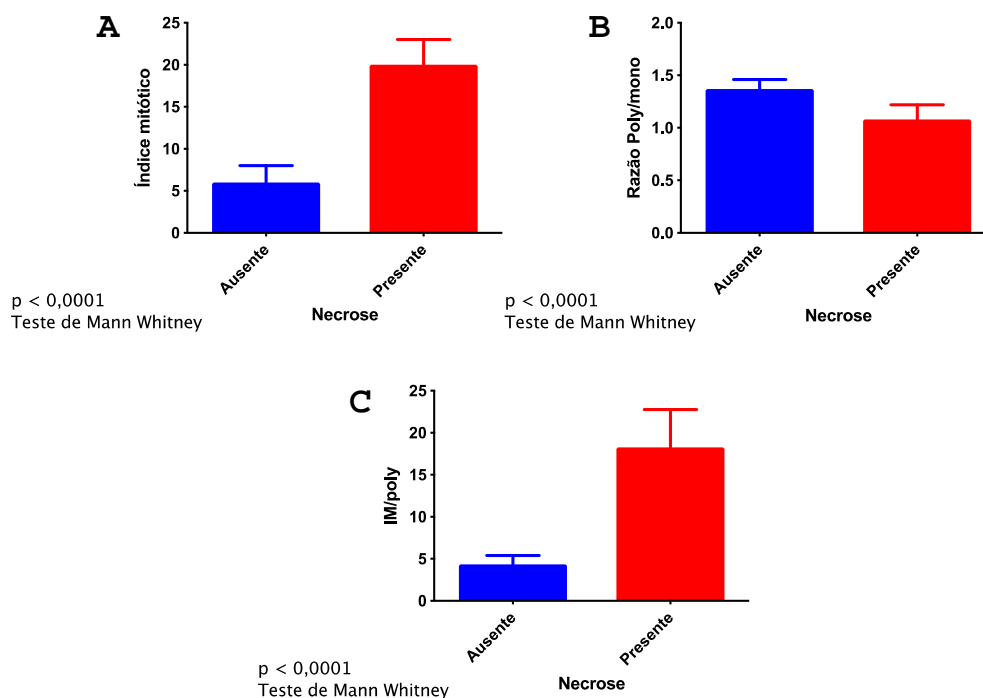 A
Índice mitótico
25
20
15
10
5
0
Ausente
Presente
Necrose
p < 0,0001
Teste de Mann Whitney
B
Razão Poly/mono
2.0
1.5
1.0
0.5
0.0
Ausente
Presente
Necrose
p < 0,0001
Teste de Mann Whitney
C
IM/poly
25
20
15
10
5
0
Ausente
Presente
Necrose
p < 0,0001
Teste de Mann Whitney